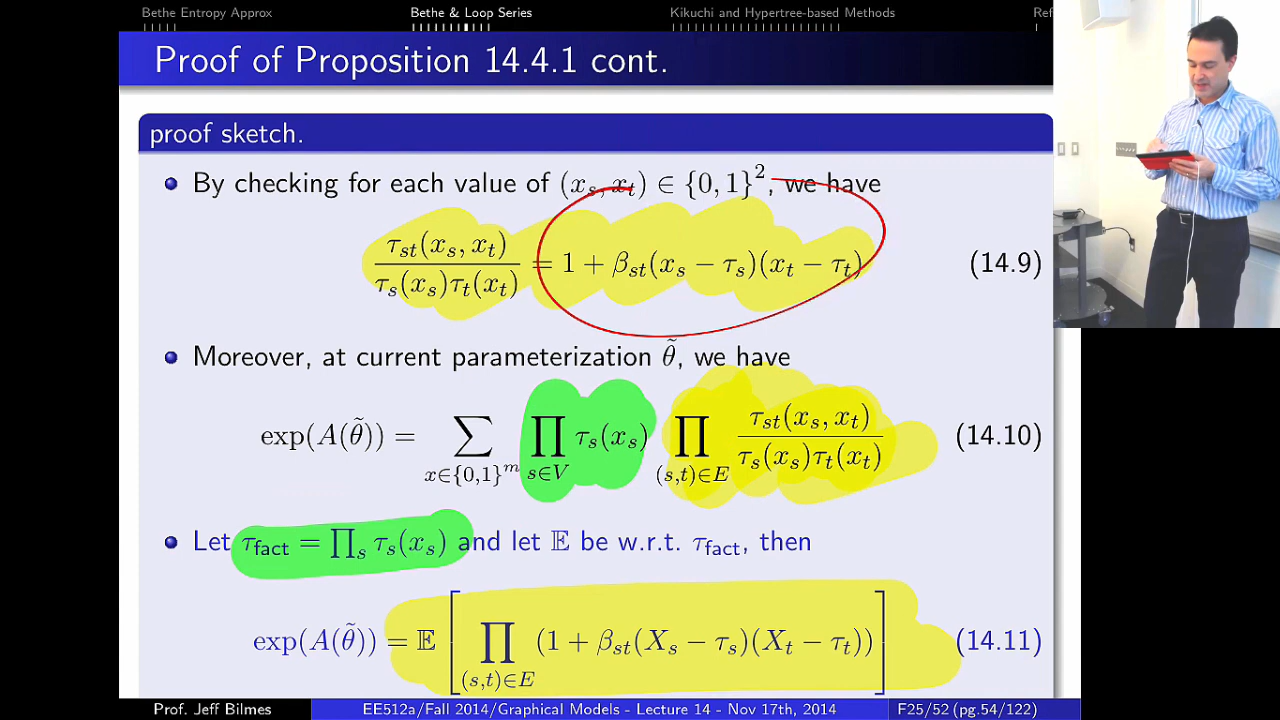 Bethe Entropy Approx Bethe & Loop Series Kikuchi and Hypertree-based Methods Ref
Proof of Proposition 14.4.1 cont.
proof sketch.
By checking for each value of (x_s, x_t) ∈ {0, 1}^2, we have
τ_st(x_s, x_t) / τ_s(x_s)τ_t(x_t) = 1 + β_st(x_s − τ_s)(x_t − τ_t) (14.9)
Moreover, at current parameterization θ̃, we have
exp(A(θ̃)) = ∑_{x∈{0,1}^m} ∏_{s∈V} τ_s(x_s) ∏_{(s,t)∈E} τ_st(x_s, x_t) / τ_s(x_s)τ_t(x_t) (14.10)
Let τ_fact = ∏_s τ_s(x_s) and let 𝔼 be w.r.t. τ_fact, then
exp(A(θ̃)) = 𝔼 [ ∏_{(s,t)∈E} (1 + β_st(X_s − τ_s)(X_t − τ_t)) ] (14.11)
Prof. Jeff Bilmes EE512a/Fall 2014/Graphical Models - Lecture 14 - Nov 17th, 2014 F25/52 (pg.54/122)